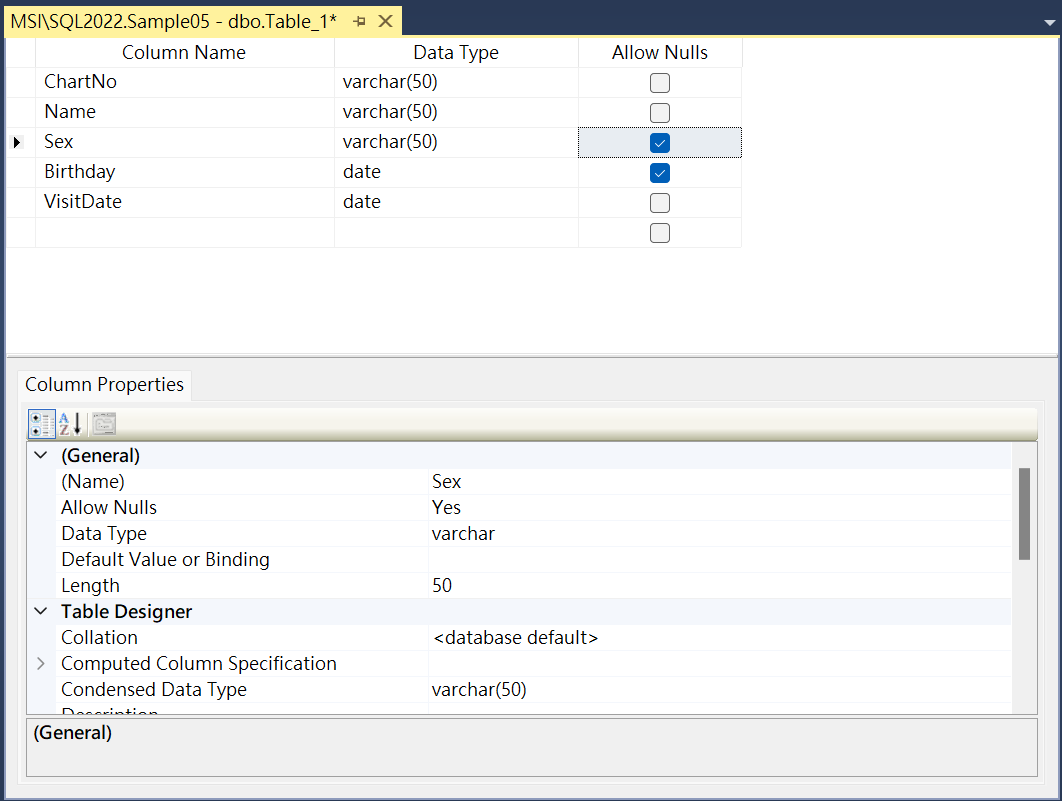 MSI\SQL2022.Sample05 - dbo.Table_1*
Column Name Data Type Allow Nulls
ChartNo varchar(50)
Name varchar(50)
Sex varchar(50)
Birthday date
VisitDate date
Column Properties
(General)
(Name) Sex
Allow Nulls Yes
Data Type varchar
Default Value or Binding
Length 50
Table Designer
Collation <database default>
Computed Column Specification
Condensed Data Type varchar(50)
Description
(General)